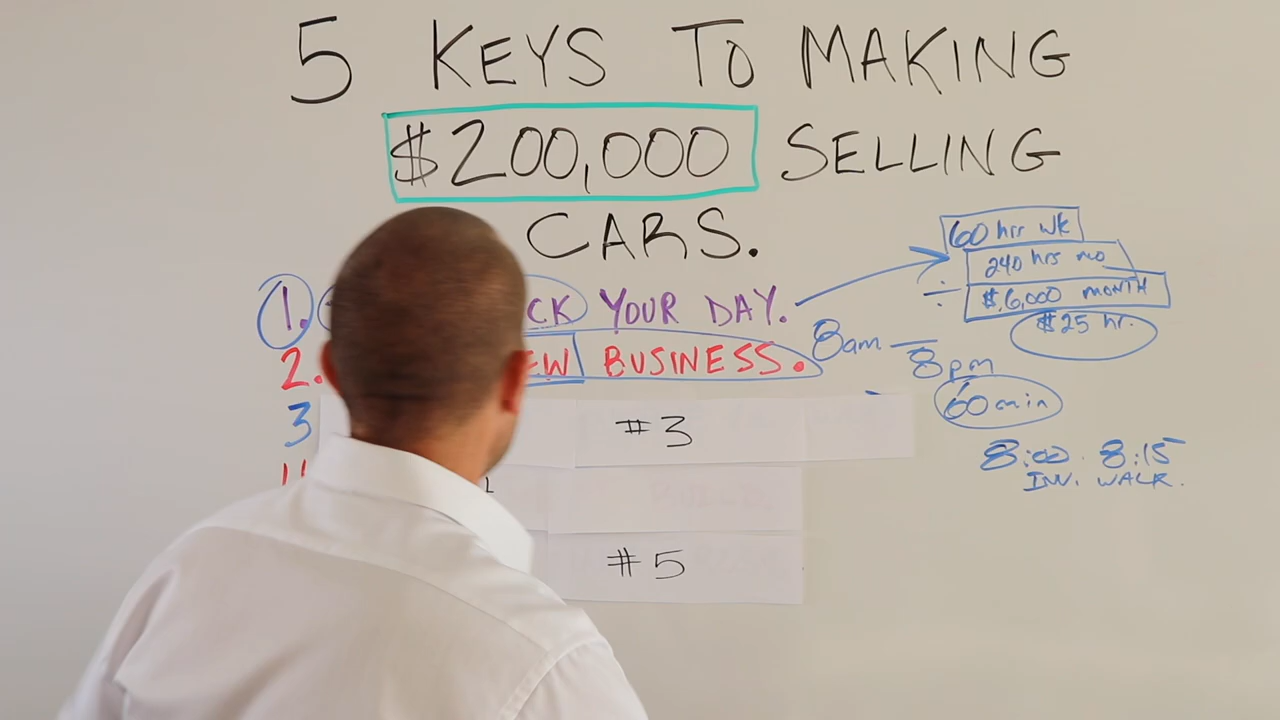 5 KEYS TO MAKING
$200,000 SELLING
CARS.
1. CK YOUR DAY.
2. EW BUSINESS.
3 #3
#5
60 hrs wk
240 hrs mo
÷ $6,000 MONTH
$25 hr.
8am — 8pm
60 min
8:00 - 8:15
INV. WALK.